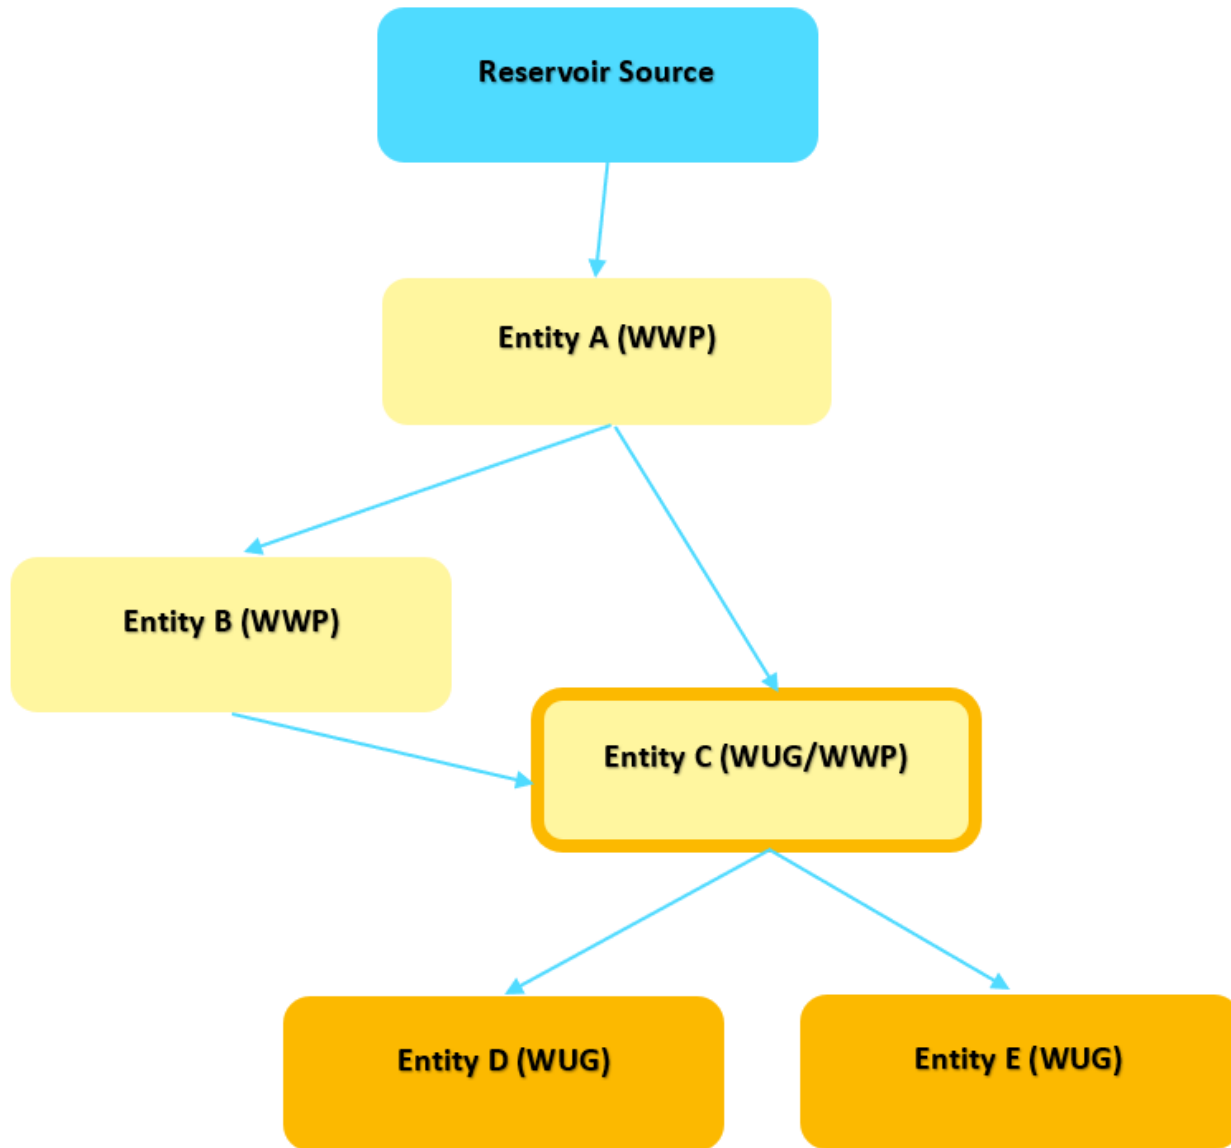 Reservoir Source
Entity A (WWP)
Entity B (WWP)
Entity C (WUG/WWP)
Entity D (WUG)
Entity E (WUG)